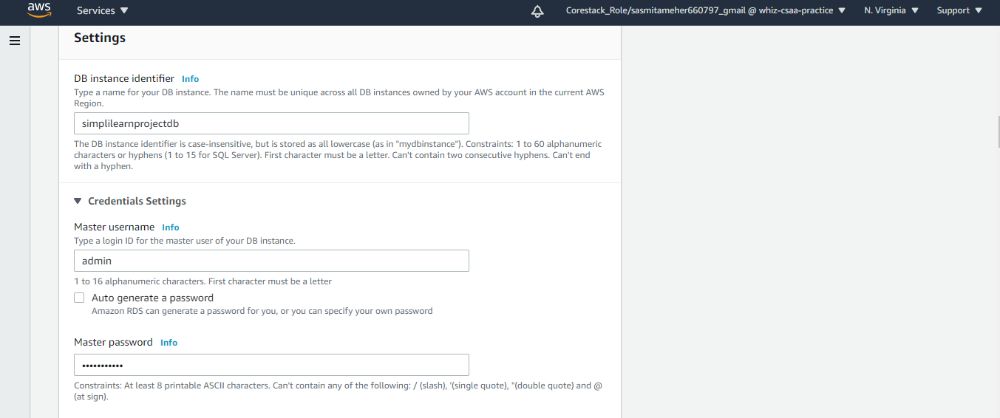 aws Services Corestack_Role/sasmitameher660797_gmail @ whiz-csaa-practice N. Virginia Support
Settings
DB instance identifier Info
Type a name for your DB instance. The name must be unique across all DB instances owned by your AWS account in the current AWS
Region.
simplilearnprojectdb
The DB instance identifier is case-insensitive, but is stored as all lowercase (as in "mydbinstance"). Constraints: 1 to 60 alphanumeric
characters or hyphens (1 to 15 for SQL Server). First character must be a letter. Can't contain two consecutive hyphens. Can't end
with a hyphen.
Credentials Settings
Master username Info
Type a login ID for the master user of your DB instance.
admin
1 to 16 alphanumeric characters. First character must be a letter
Auto generate a password
Amazon RDS can generate a password for you, or you can specify your own password
Master password Info
•••••••••••
Constraints: At least 8 printable ASCII characters. Can't contain any of the following: / (slash), '(single quote), "(double quote) and @
(at sign).